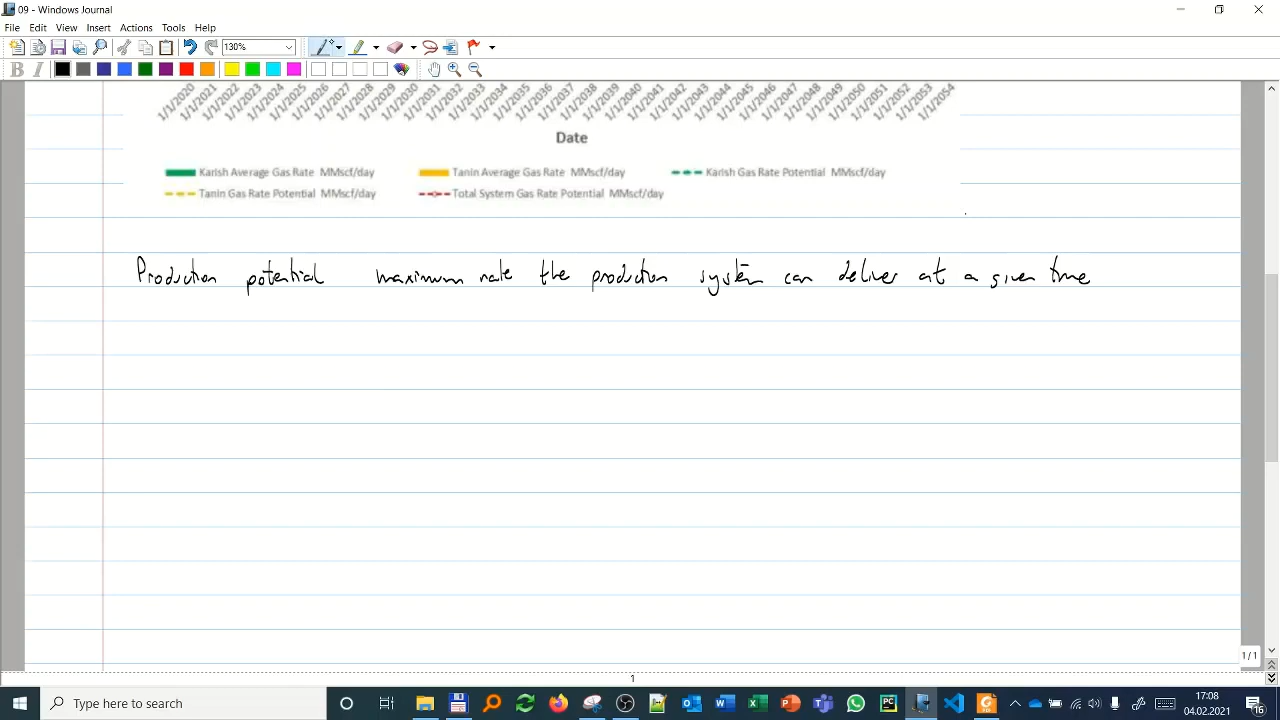 09 - Windows Journal
File Edit View Insert Actions Tools Help
130%
B I
1/1/2020 1/1/2021 1/1/2022 1/1/2023 1/1/2024 1/1/2025 1/1/2026 1/1/2027 1/1/2028 1/1/2029 1/1/2030 1/1/2031 1/1/2032 1/1/2033 1/1/2034 1/1/2035 1/1/2036 1/1/2037 1/1/2038 1/1/2039 1/1/2040 1/1/2041 1/1/2042 1/1/2043 1/1/2044 1/1/2045 1/1/2046 1/1/2047 1/1/2048 1/1/2049 1/1/2050 1/1/2051 1/1/2052 1/1/2053 1/1/2054
Date
Karish Average Gas Rate MMscf/day Tanin Average Gas Rate MMscf/day Karish Gas Rate Potential MMscf/day
Tanin Gas Rate Potential MMscf/day Total System Gas Rate Potential MMscf/day
Production potential maximum rate the production system can deliver at a given time
1 / 1
1
Type here to search
17:08
04.02.2021
16